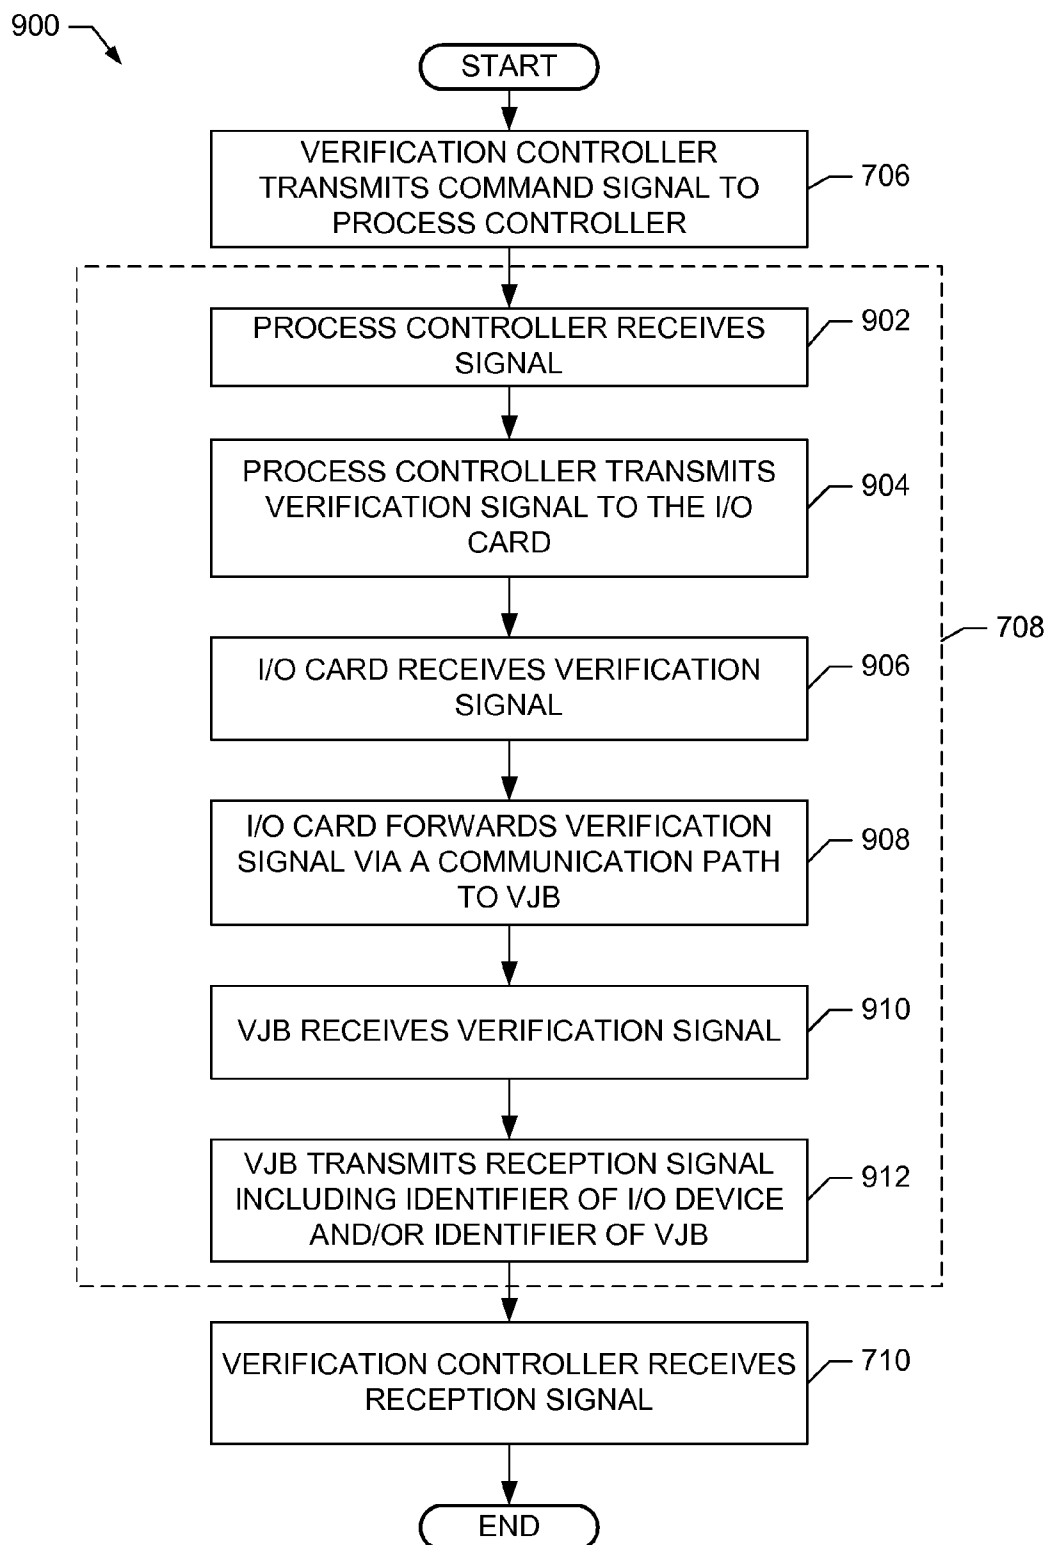 900
START
VERIFICATION CONTROLLER
TRANSMITS COMMAND SIGNAL TO
PROCESS CONTROLLER
706
PROCESS CONTROLLER RECEIVES
SIGNAL
902
PROCESS CONTROLLER TRANSMITS
VERIFICATION SIGNAL TO THE I/O
CARD
904
708
I/O CARD RECEIVES VERIFICATION
SIGNAL
906
I/O CARD FORWARDS VERIFICATION
SIGNAL VIA A COMMUNICATION PATH
TO VJB
908
VJB RECEIVES VERIFICATION SIGNAL
910
VJB TRANSMITS RECEPTION SIGNAL
INCLUDING IDENTIFIER OF I/O DEVICE
AND/OR IDENTIFIER OF VJB
912
VERIFICATION CONTROLLER RECEIVES
RECEPTION SIGNAL
710
END